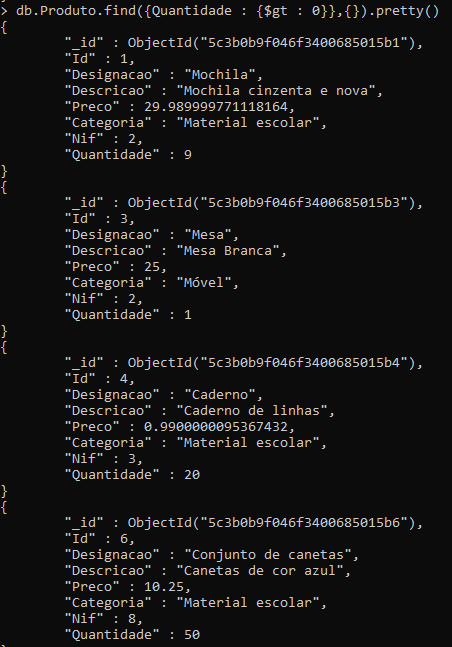 > db.Produto.find({Quantidade : {$gt : 0}},{}).pretty()
{
"_id" : ObjectId("5c3b0b9f046f3400685015b1"),
"Id" : 1,
"Designacao" : "Mochila",
"Descricao" : "Mochila cinzenta e nova",
"Preco" : 29.989999771118164,
"Categoria" : "Material escolar",
"Nif" : 2,
"Quantidade" : 9
}
{
"_id" : ObjectId("5c3b0b9f046f3400685015b3"),
"Id" : 3,
"Designacao" : "Mesa",
"Descricao" : "Mesa Branca",
"Preco" : 25,
"Categoria" : "Móvel",
"Nif" : 2,
"Quantidade" : 1
}
{
"_id" : ObjectId("5c3b0b9f046f3400685015b4"),
"Id" : 4,
"Designacao" : "Caderno",
"Descricao" : "Caderno de linhas",
"Preco" : 0.9900000095367432,
"Categoria" : "Material escolar",
"Nif" : 3,
"Quantidade" : 20
}
{
"_id" : ObjectId("5c3b0b9f046f3400685015b6"),
"Id" : 6,
"Designacao" : "Conjunto de canetas",
"Descricao" : "Canetas de cor azul",
"Preco" : 10.25,
"Categoria" : "Material escolar",
"Nif" : 8,
"Quantidade" : 50
}